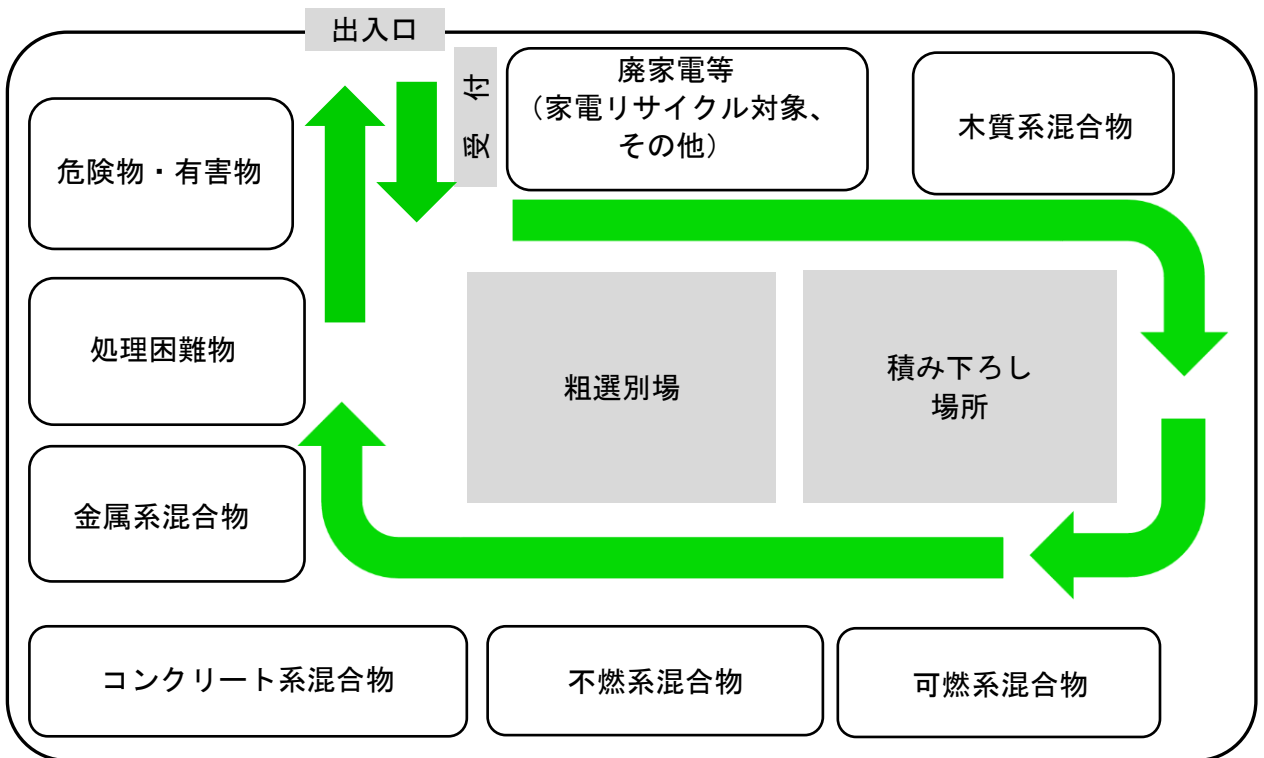 出入口
受付
廃家電等
（家電リサイクル対象、
その他）
木質系混合物
危険物・有害物
処理困難物
粗選別場
積み下ろし
場所
金属系混合物
コンクリート系混合物
不燃系混合物
可燃系混合物